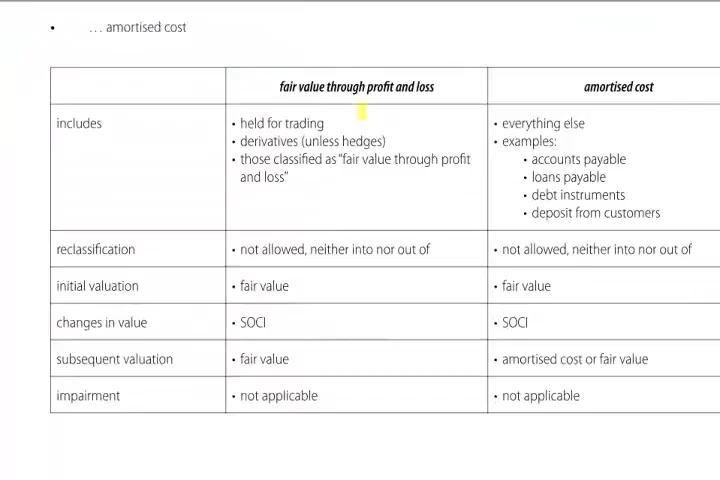 • … amortised cost
fair value through profit and loss amortised cost
includes
• held for trading
• derivatives (unless hedges)
• those classified as “fair value through profit
and loss”
• everything else
• examples:
• accounts payable
• loans payable
• debt instruments
• deposit from customers
reclassification • not allowed, neither into nor out of • not allowed, neither into nor out of
initial valuation • fair value • fair value
changes in value • SOCI • SOCI
subsequent valuation • fair value • amortised cost or fair value
impairment • not applicable • not applicable